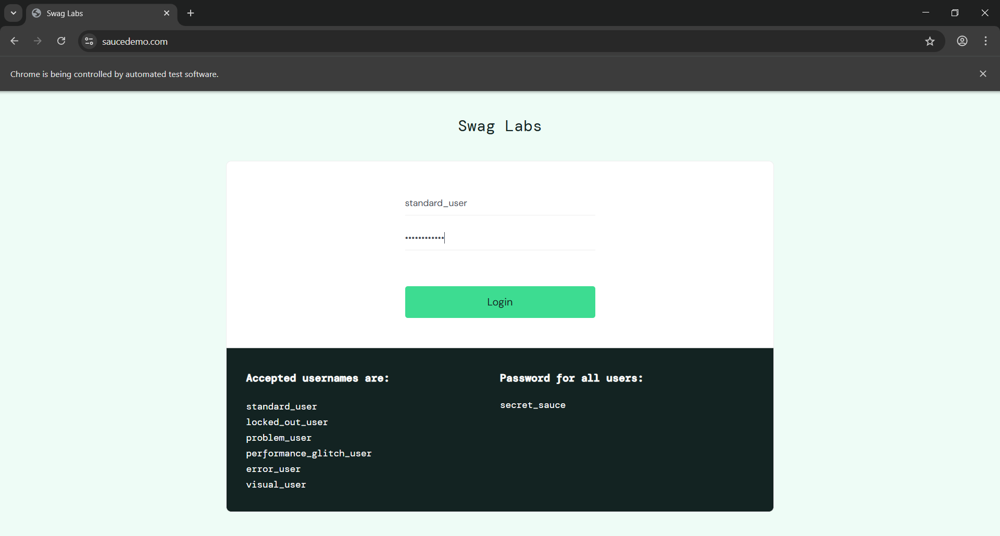 Swag Labs
saucedemo.com
Chrome is being controlled by automated test software.
Swag Labs
standard_user
••••••••••••
Login
Accepted usernames are:
standard_user
locked_out_user
problem_user
performance_glitch_user
error_user
visual_user
Password for all users:
secret_sauce